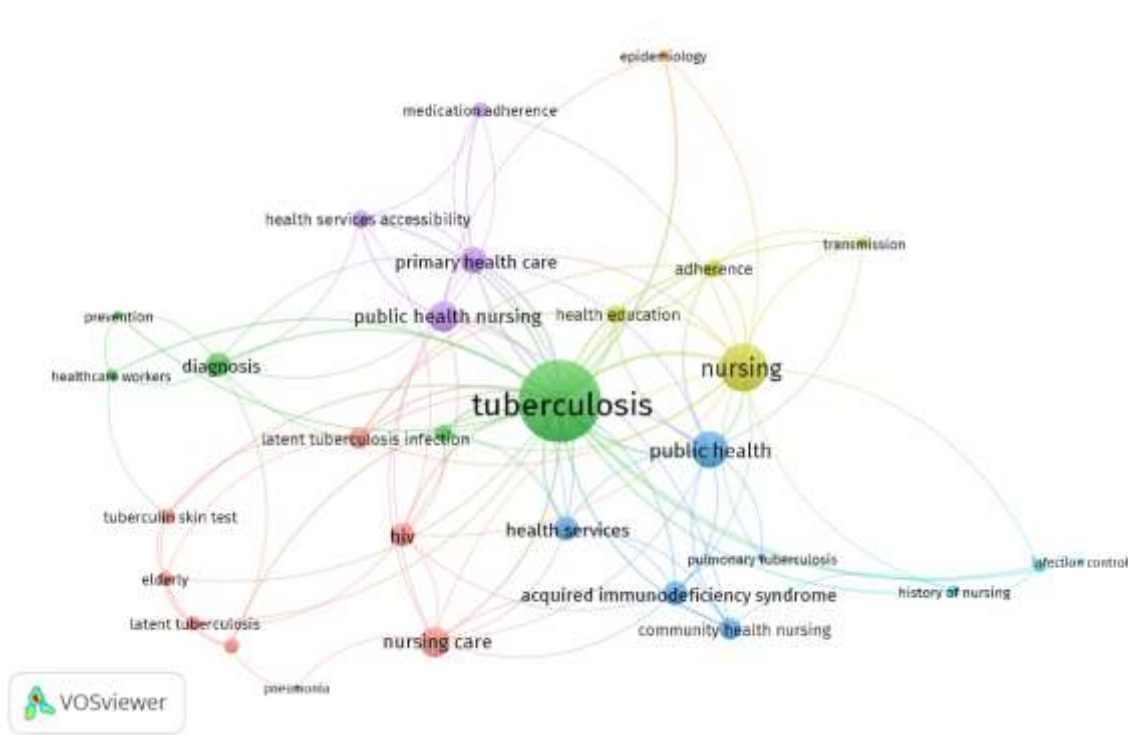 epidemiology
medication adherence
health services accessibility
transmission
primary health care
adherence
public health nursing
health education
prevention
diagnosis
nursing
healthcare workers
tuberculosis
latent tuberculosis infection
public health
tuberculin skin test
hiv
health services
pulmonary tuberculosis
infection control
elderly
acquired immunodeficiency syndrome
history of nursing
latent tuberculosis
community health nursing
nursing care
pneumonia
VOSviewer